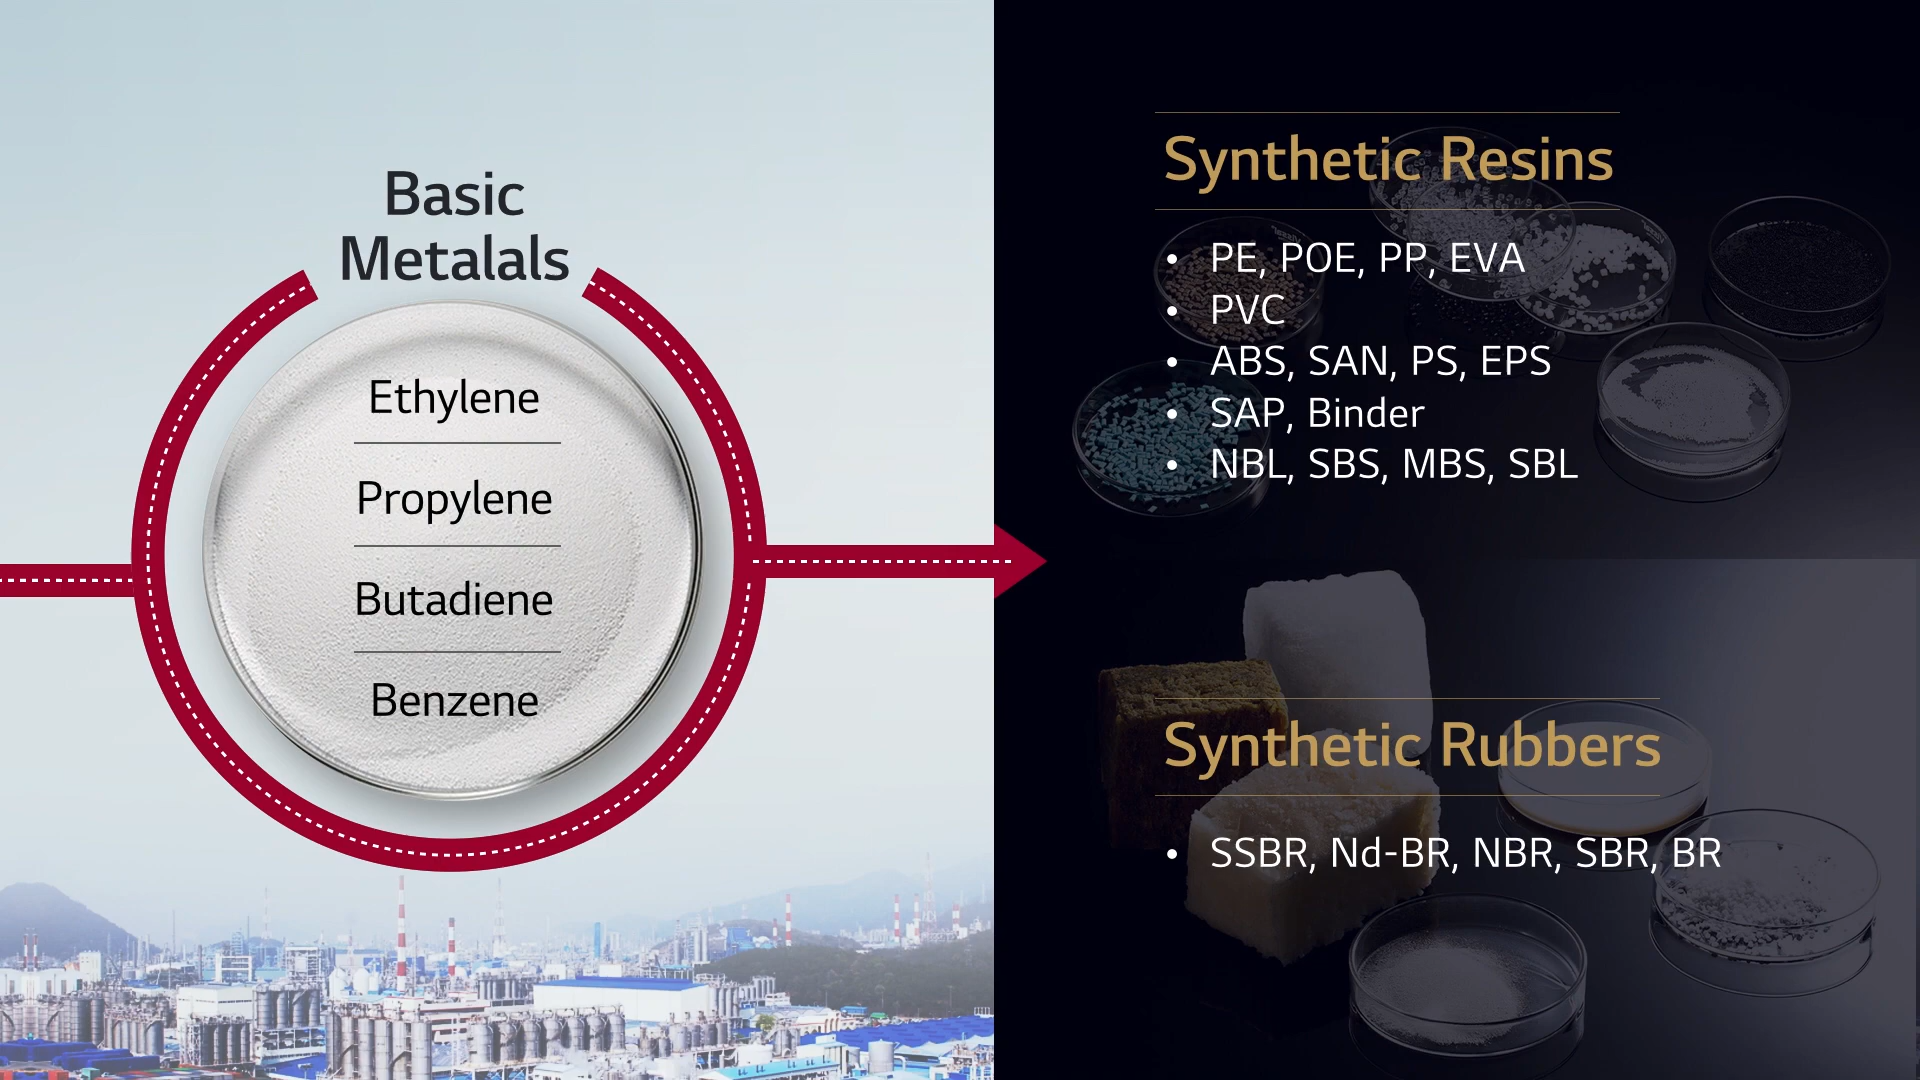 Basic
Metalals
Ethylene
Propylene
Butadiene
Benzene
Synthetic Resins
• PE, POE, PP, EVA
• PVC
• ABS, SAN, PS, EPS
• SAP, Binder
• NBL, SBS, MBS, SBL
Synthetic Rubbers
• SSBR, Nd-BR, NBR, SBR, BR